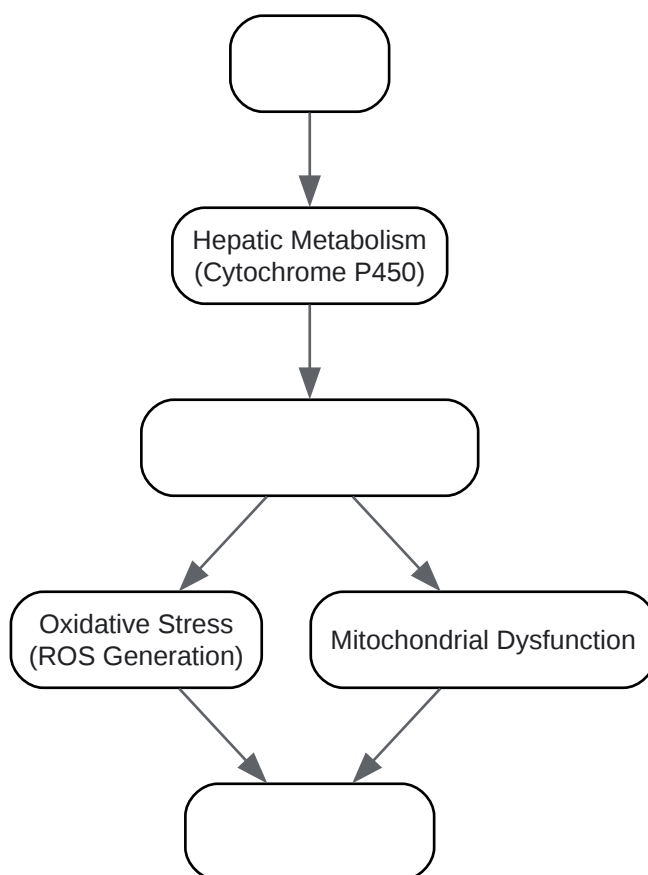 Hepatic Metabolism
(Cytochrome P450)
Oxidative Stress
(ROS Generation)
Mitochondrial Dysfunction